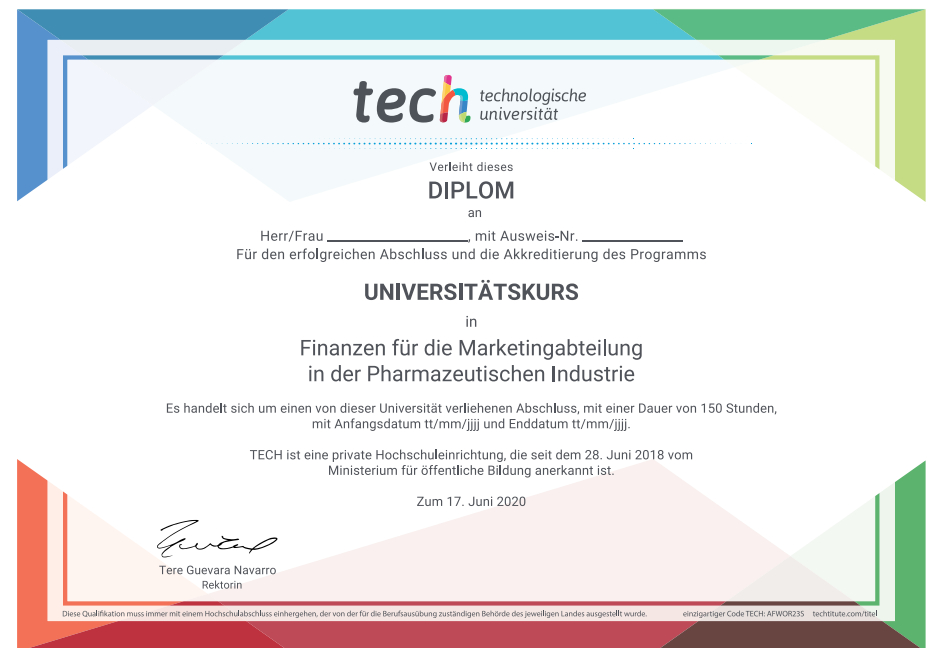 tech technologische
universität
Verleiht dieses
DIPLOM
an
Herr/Frau ____________, mit Ausweis-Nr. ____________
Für den erfolgreichen Abschluss und die Akkreditierung des Programms
UNIVERSITÄTSKURS
in
Finanzen für die Marketingabteilung
in der Pharmazeutischen Industrie
Es handelt sich um einen von dieser Universität verliehenen Abschluss, mit einer Dauer von 150 Stunden,
mit Anfangsdatum tt/mm/jjjj und Enddatum tt/mm/jjjj.
TECH ist eine private Hochschuleinrichtung, die seit dem 28. Juni 2018 vom
Ministerium für öffentliche Bildung anerkannt ist.
Zum 17. Juni 2020
Tere Guevara Navarro
Rektorin
Diese Qualifikation muss immer mit einem Hochschulabschluss einhergehen, der von der für die Berufsausübung zuständigen Behörde des jeweiligen Landes ausgestellt wurde. einzigartiger Code TECH: AFWOR23S techtitute.com/titel